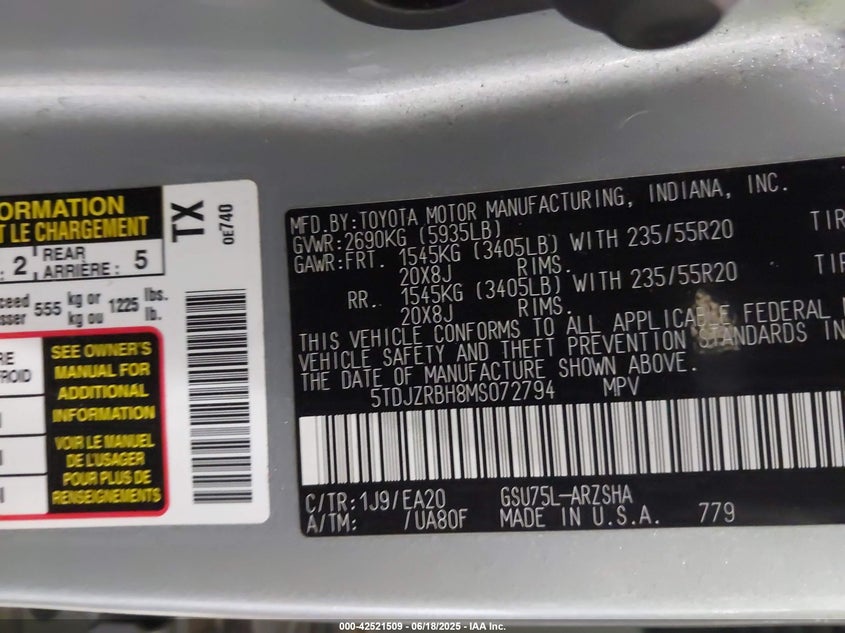 ORMATION
T LE CHARGEMENT
: 2 REAR ARRIÈRE : 5
ceed 555 kg or 1225 lbs.
sser kg ou lb.
RE
FROID
SEE OWNER'S
MANUAL FOR
ADDITIONAL
INFORMATION
VOIR LE MANUEL
DE L'USAGER
POUR PLUS DE
RENSEIGNEMENTS
TX
0E740
MFD.BY:TOYOTA MOTOR MANUFACTURING, INDIANA, INC.
GVWR:2690KG (5935LB)
GAWR:FRT. 1545KG (3405LB) WITH 235/55R20 TIR
20X8J RIMS.
RR. 1545KG (3405LB) WITH 235/55R20 TIR
20X8J RIMS.
THIS VEHICLE CONFORMS TO ALL APPLICABLE FEDERAL M
VEHICLE SAFETY AND THEFT PREVENTION STANDARDS IN
THE DATE OF MANUFACTURE SHOWN ABOVE.
5TDJZRBH8MS072794 MPV
C/TR:1J9/EA20 GSU75L-ARZSHA
A/TM: /UA80F MADE IN U.S.A. 779
000-42521509 - 06/18/2025 - IAA Inc.